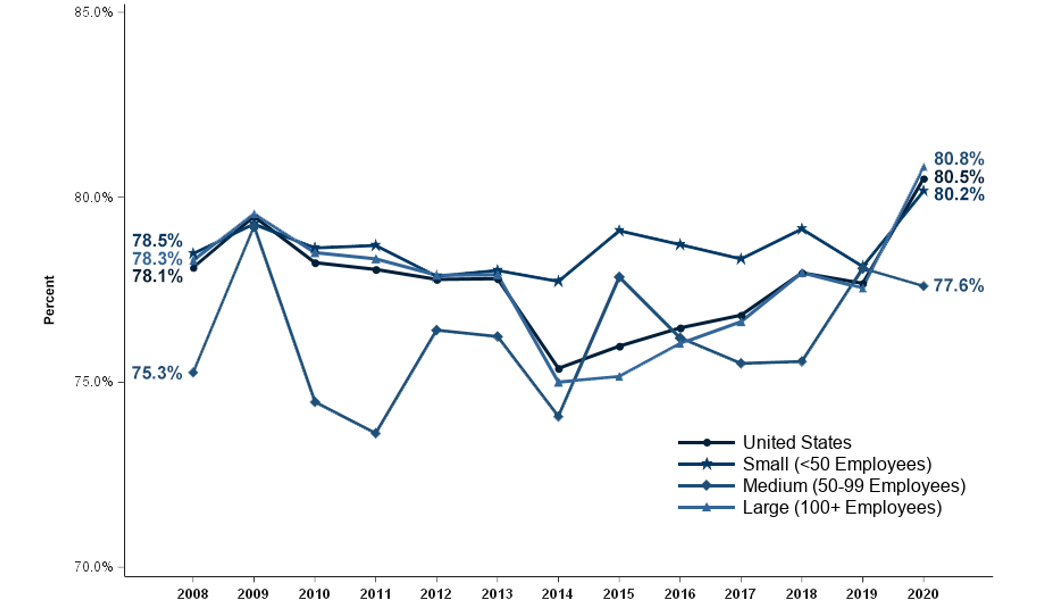 85.0%
80.0%
75.0%
70.0%
Percent
78.5%
78.3%
78.1%
75.3%
80.8%
80.5%
80.2%
77.6%
United States
Small (<50 Employees)
Medium (50-99 Employees)
Large (100+ Employees)
2008 2009 2010 2011 2012 2013 2014 2015 2016 2017 2018 2019 2020